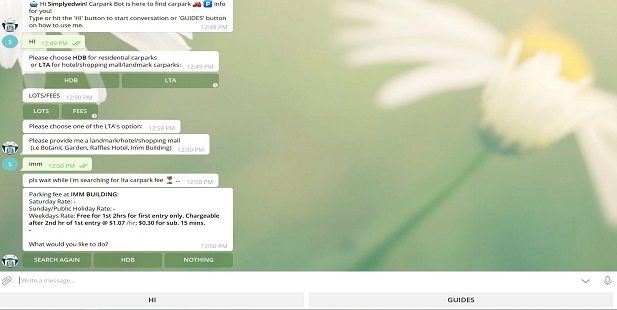 Hi Simplyedwin! Carpark Bot is here to find carpark 🚗 🅿 info
for you!
Type or hit the 'HI' button to start conversation or 'GUIDES' button
on how to use me.
12:49 PM
S
HI 12:49 PM
Please choose HDB for residential carparks
or LTA for hotel/shopping mall/landmark carparks: 12:49 PM
HDB LTA
LOTS/FEES 12:50 PM
LOTS FEES
Please choose one of the LTA's option: 12:50 PM
Please provide me a landmark/hotel/shopping mall
(i.e Botanic Garden, Raffles Hotel, Imm Building) 12:50 PM
S
imm 12:50 PM
pls wait while i'm searching for lta carpark fee ⏳ ... 12:50 PM
Parking fee at IMM BUILDING:
Saturday Rate: -
Sunday/Public Holiday Rate: -
Weekdays Rate: Free for 1st 2hrs for first entry only. Chargeable
after 2nd hr of 1st entry @ $1.07 /hr; $0.30 for sub. 15 mins.
-
What would you like to do? 12:50 PM
SEARCH AGAIN HDB NOTHING
Write a message...
HI GUIDES